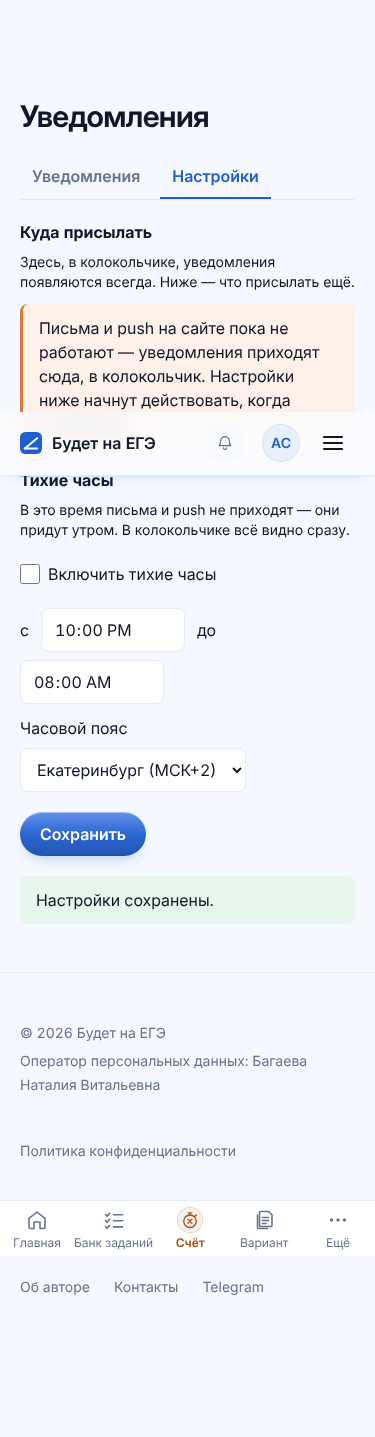 Уведомления
Уведомления
Настройки
Куда присылать
Здесь, в колокольчике, уведомления
появляются всегда. Ниже — что присылать ещё.
Письма и push на сайте пока не
работают — уведомления приходят
сюда, в колокольчик. Настройки
ниже начнут действовать, когда
Будет на ЕГЭ
АС
Тихие часы
В это время письма и push не приходят — они
придут утром. В колокольчике всё видно сразу.
Включить тихие часы
с 10:00 PM до
08:00 AM
Часовой пояс
Екатеринбург (МСК+2)
Сохранить
Настройки сохранены.
© 2026 Будет на ЕГЭ
Оператор персональных данных: Багаева
Наталия Витальевна
Политика конфиденциальности
Главная
Банк заданий
Счёт
Вариант
Ещё
Об авторе
Контакты
Telegram